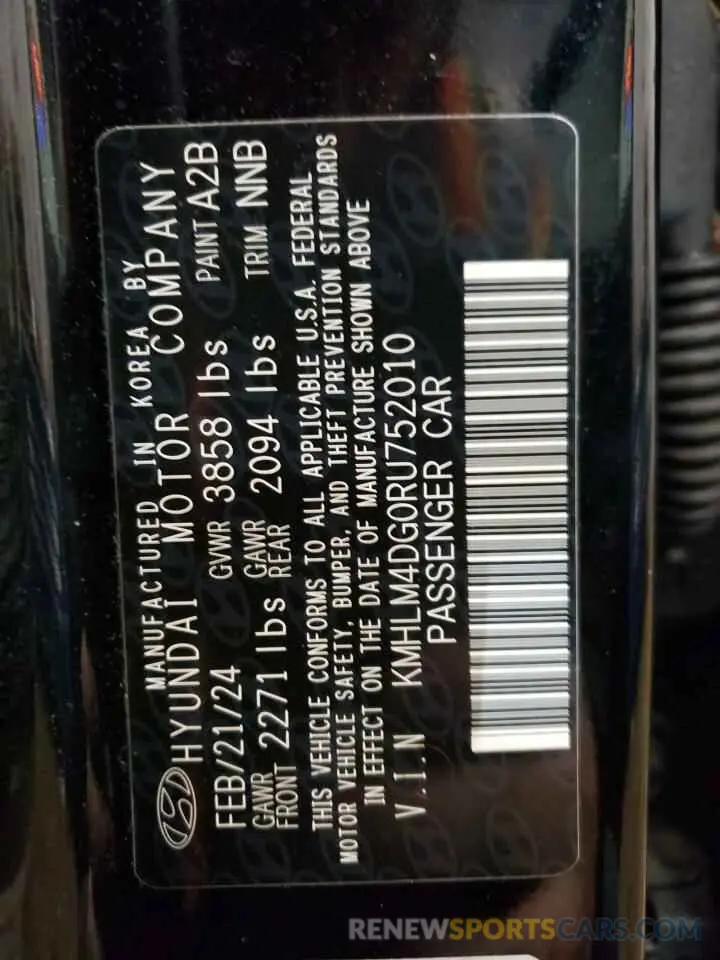 MANUFACTURED IN KOREA BY
HYUNDAI MOTOR COMPANY
FEB/21/24 GVWR 3858 lbs PAINT A2B
GAWR FRONT 2271 lbs GAWR REAR 2094 lbs TRIM NNB
THIS VEHICLE CONFORMS TO ALL APPLICABLE U.S.A. FEDERAL
MOTOR VEHICLE SAFETY, BUMPER, AND THEFT PREVENTION STANDARDS
IN EFFECT ON THE DATE OF MANUFACTURE SHOWN ABOVE
V.I.N KMHLM4DG0RU752010
PASSENGER CAR
RENEWSPORTSCARS.COM